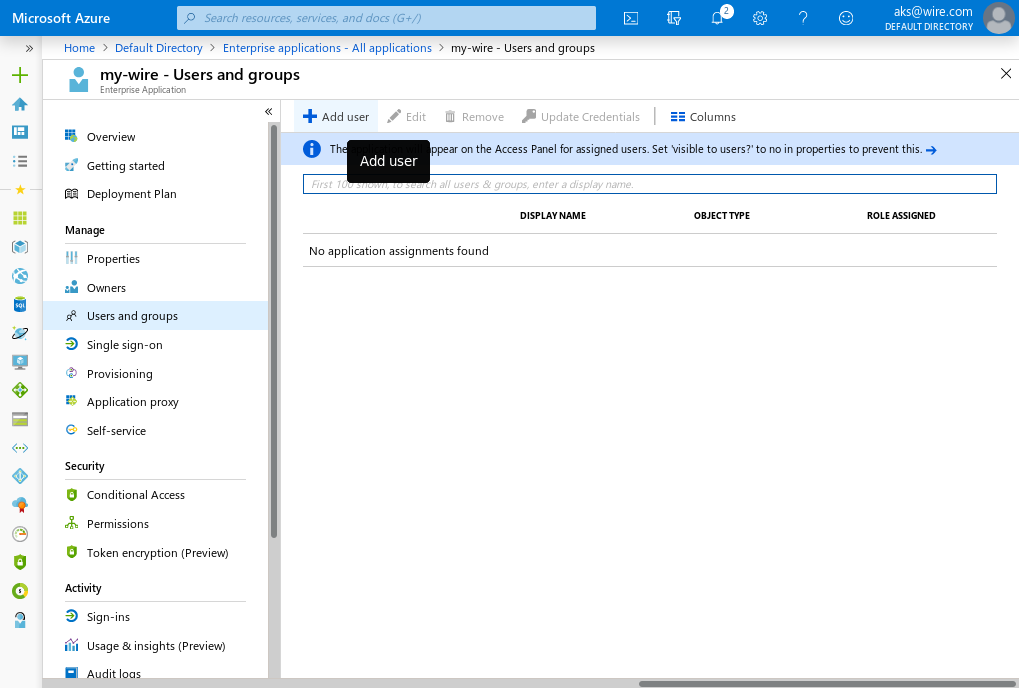 Microsoft Azure
Search resources, services, and docs (G+/)
2
aks@wire.com
DEFAULT DIRECTORY
Home > Default Directory > Enterprise applications - All applications > my-wire - Users and groups
my-wire - Users and groups
Enterprise Application
Overview
Getting started
Deployment Plan
Manage
Properties
Owners
Users and groups
Single sign-on
Provisioning
Application proxy
Self-service
Security
Conditional Access
Permissions
Token encryption (Preview)
Activity
Sign-ins
Usage & insights (Preview)
Audit logs
Add user Edit Remove Update Credentials Columns
appear on the Access Panel for assigned users. Set 'visible to users?' to no in properties to prevent this.
Add user
First 100 shown, to search all users & groups, enter a display name.
DISPLAY NAME OBJECT TYPE ROLE ASSIGNED
No application assignments found
SQL